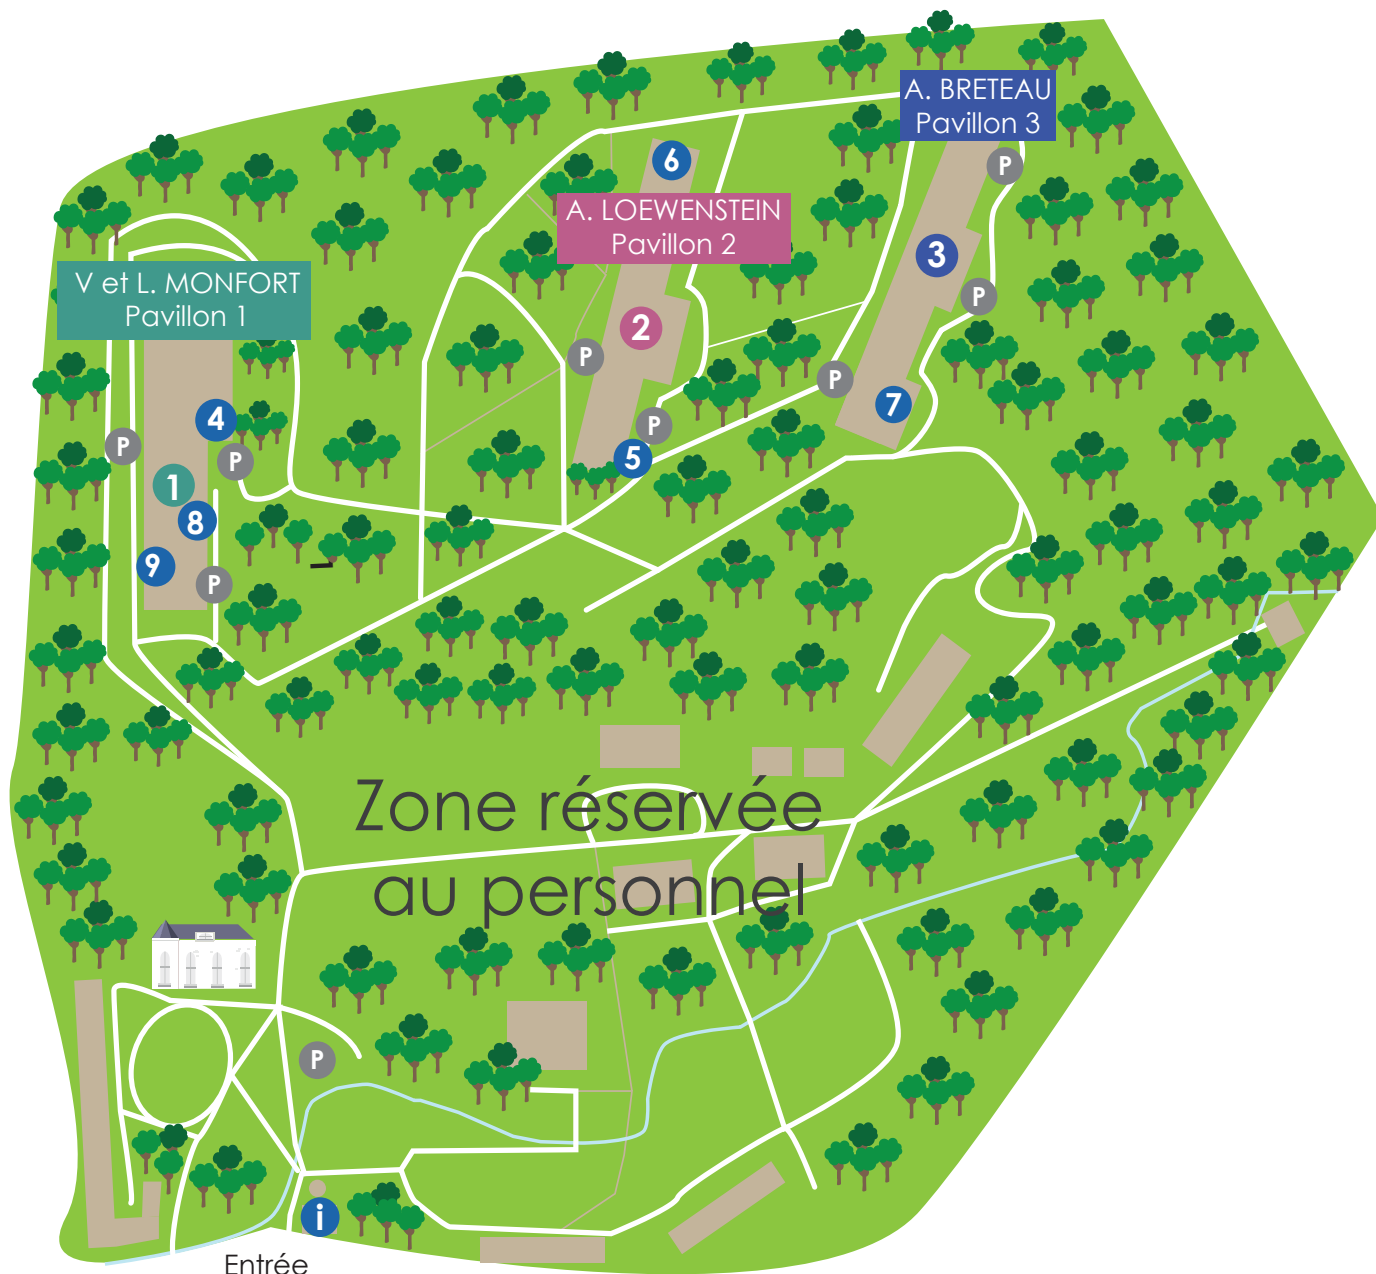 A. BRETEAU
Pavillon 3
P
6
A. LOEWENSTEIN
Pavillon 2
3
V et L. MONFORT
Pavillon 1
P
2
P
P
7
4
P
P
5
P
1
8
9
P
Zone réservée
au personnel
P
i
Entrée